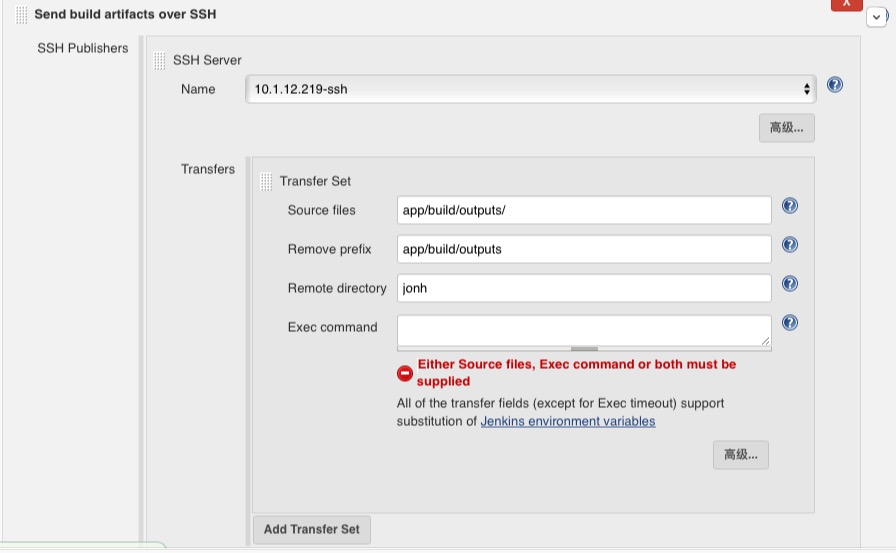 X
Send build artifacts over SSH
SSH Publishers
SSH Server
Name
10.1.12.219-ssh
高级...
Transfers
Transfer Set
Source files
app/build/outputs/
Remove prefix
app/build/outputs
Remote directory
jonh
Exec command
Either Source files, Exec command or both must be
supplied
All of the transfer fields (except for Exec timeout) support
substitution of Jenkins environment variables
高级...
Add Transfer Set